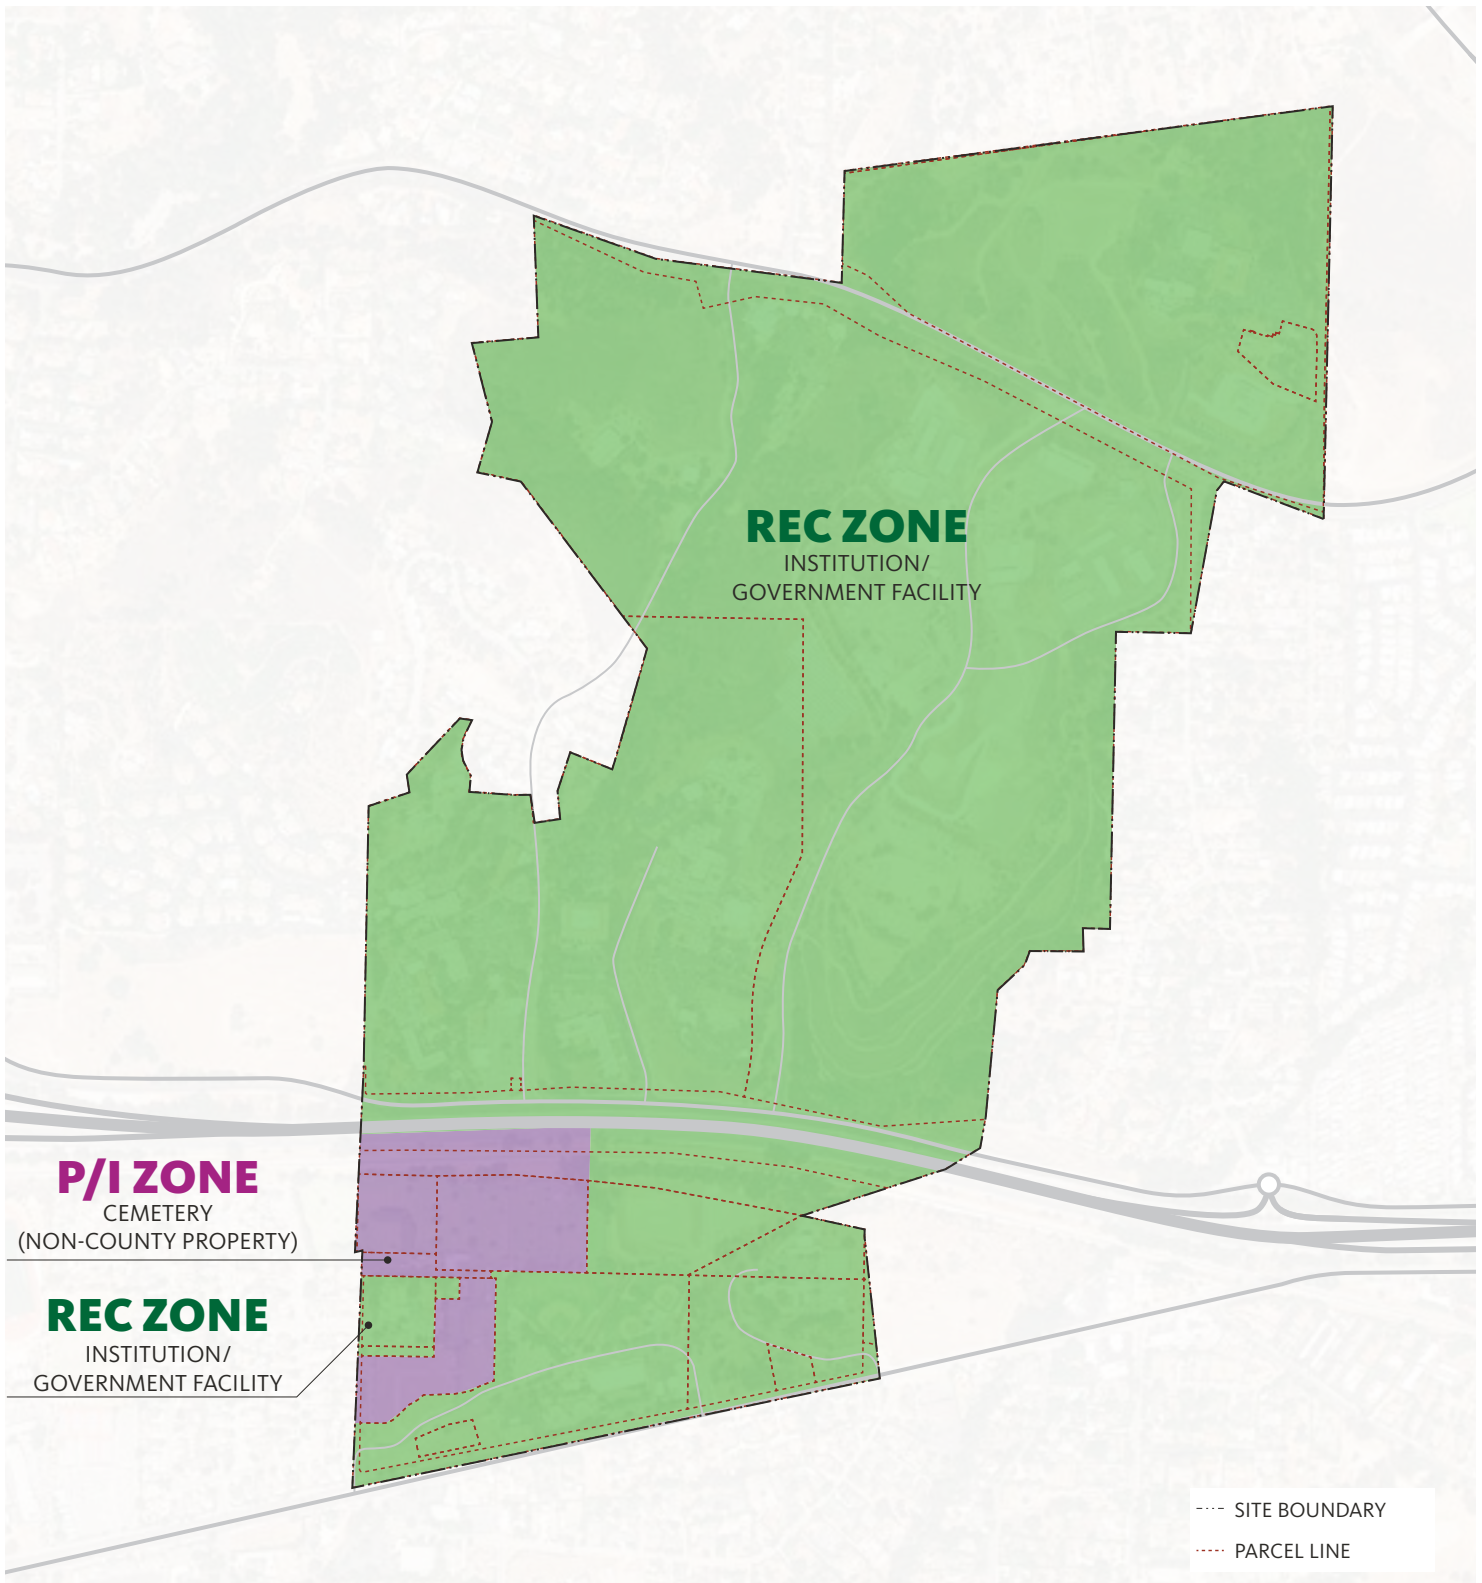 REC ZONE
INSTITUTION/
GOVERNMENT FACILITY
P/I ZONE
CEMETERY
(NON-COUNTY PROPERTY)
REC ZONE
INSTITUTION/
GOVERNMENT FACILITY
SITE BOUNDARY
PARCEL LINE